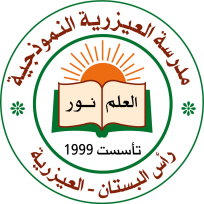 مدرسة العيزرية النموذجية
العلم نور
تأسست 1999
رأس البستان - العيزرية